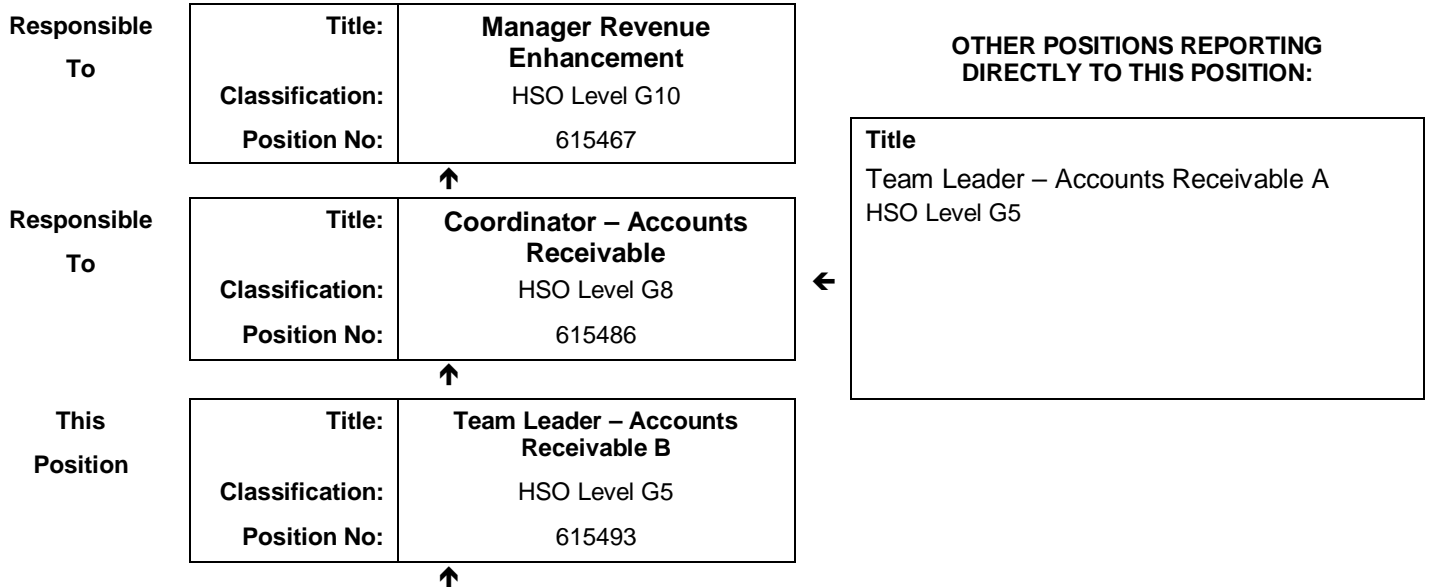 Responsible
To
Title:
Manager Revenue
Enhancement
Classification:
HSO Level G10
Position No:
615467
OTHER POSITIONS REPORTING
DIRECTLY TO THIS POSITION:
Title
Team Leader – Accounts Receivable A
HSO Level G5
Responsible
To
Title:
Coordinator – Accounts
Receivable
Classification:
HSO Level G8
Position No:
615486
This
Position
Title:
Team Leader – Accounts
Receivable B
Classification:
HSO Level G5
Position No:
615493